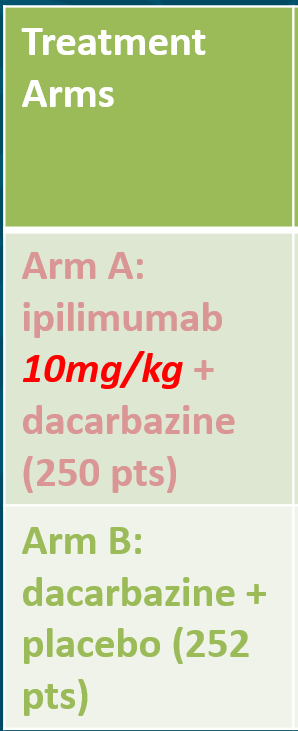 Treatment
Arms
Arm A:
ipilimumab
10mg/kg +
dacarbazine
(250 pts)
Arm B:
dacarbazine +
placebo (252
pts)